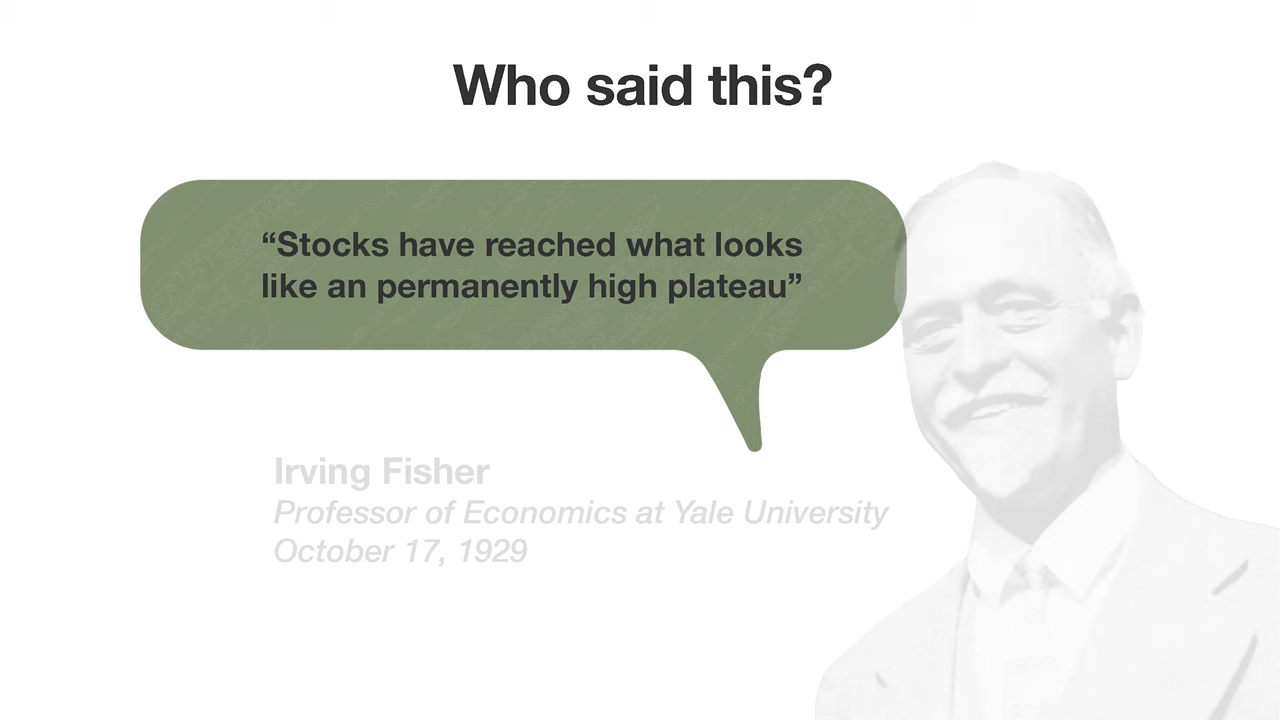 Who said this?
“Stocks have reached what looks
like an permanently high plateau”
Irving Fisher
Professor of Economics at Yale University
October 17, 1929